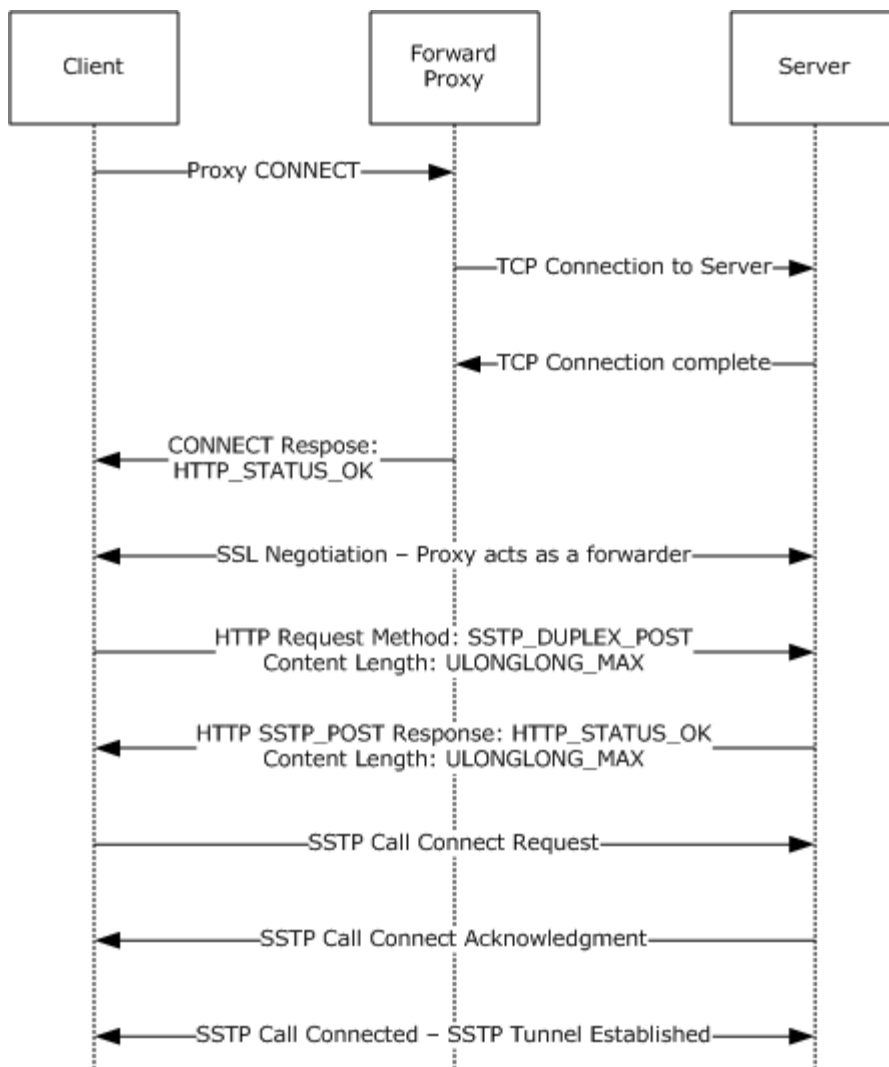 Client
Forward
Proxy
Server
Proxy CONNECT
TCP Connection to Server
TCP Connection complete
CONNECT Respose:
HTTP_STATUS_OK
SSL Negotiation – Proxy acts as a forwarder
HTTP Request Method: SSTP_DUPLEX_POST
Content Length: ULONGLONG_MAX
HTTP SSTP_POST Response: HTTP_STATUS_OK
Content Length: ULONGLONG_MAX
SSTP Call Connect Request
SSTP Call Connect Acknowledgment
SSTP Call Connected – SSTP Tunnel Established